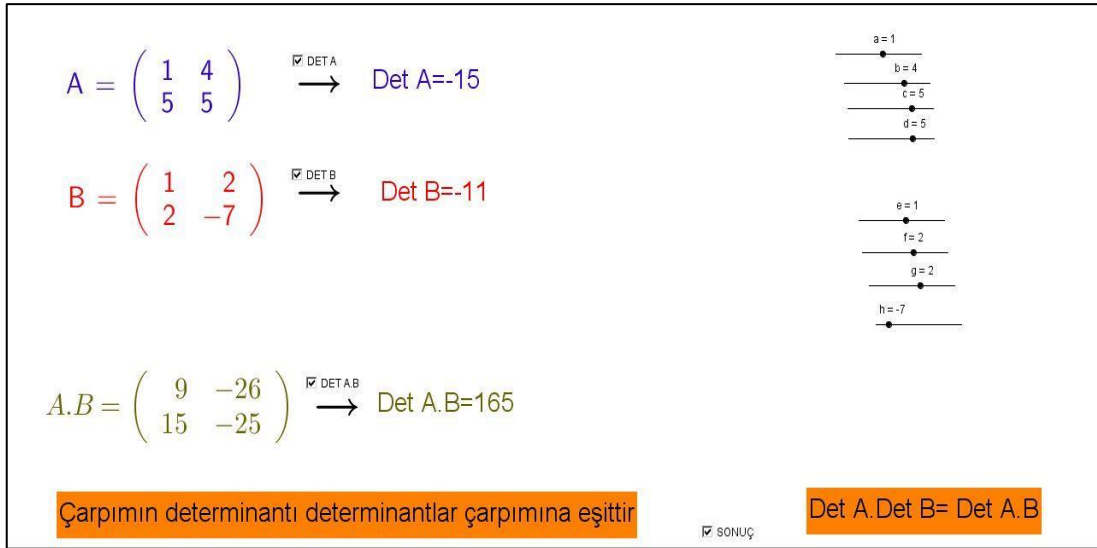 A = ( 1 4
5 5 ) DET A → Det A=-15
B = ( 1 2
2 −7 ) DET B → Det B=-11
a = 1
b = 4
c = 5
d = 5
e = 1
f = 2
g = 2
h = -7
A.B = ( 9 −26
15 −25 ) DET A.B → Det A.B=165
Çarpımın determinantı determinantlar çarpımına eşittir
SONUÇ
Det A.Det B= Det A.B